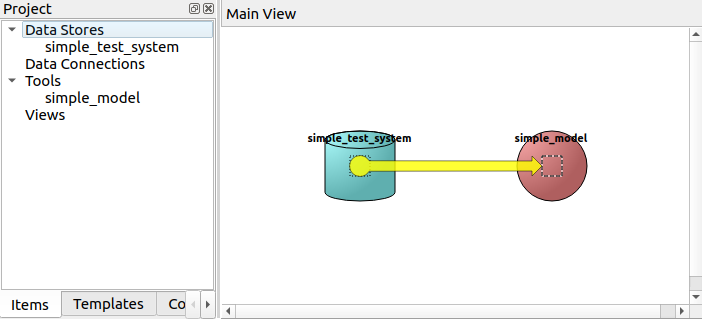 Project
Data Stores
simple_test_system
Data Connections
Tools
simple_model
Views
Items
Templates
Co
Main View
simple_test_system
simple_model